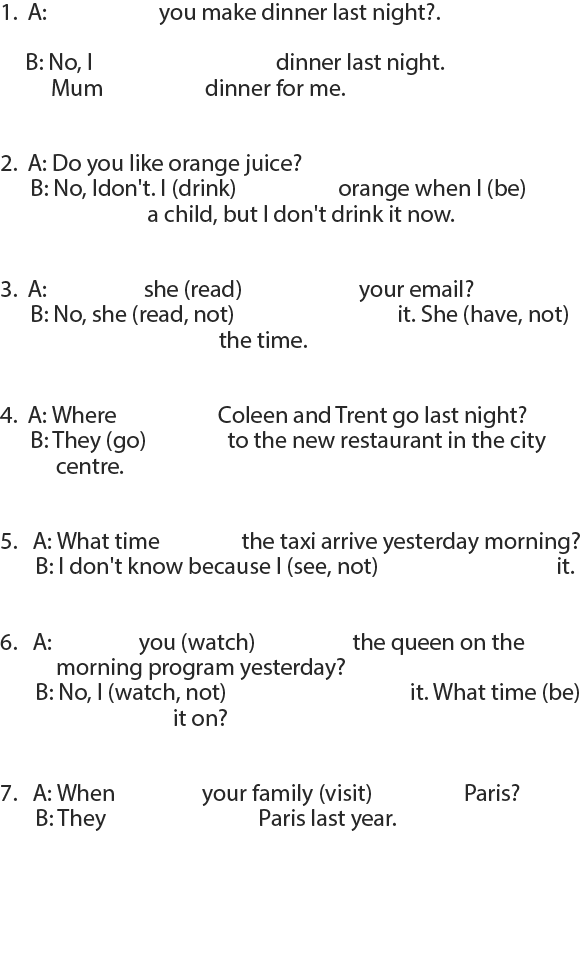 1. A: you make dinner last night?.
B: No, I dinner last night.
Mum dinner for me.
2. A: Do you like orange juice?
B: No, Idon't. I (drink) orange when I (be)
a child, but I don't drink it now.
3. A: she (read) your email?
B: No, she (read, not) it. She (have, not)
the time.
4. A: Where Coleen and Trent go last night?
B: They (go) to the new restaurant in the city
centre.
5. A: What time the taxi arrive yesterday morning?
B: I don't know because I (see, not) it.
6. A: you (watch) the queen on the
morning program yesterday?
B: No, I (watch, not) it. What time (be)
it on?
7. A: When your family (visit) Paris?
B: They Paris last year.